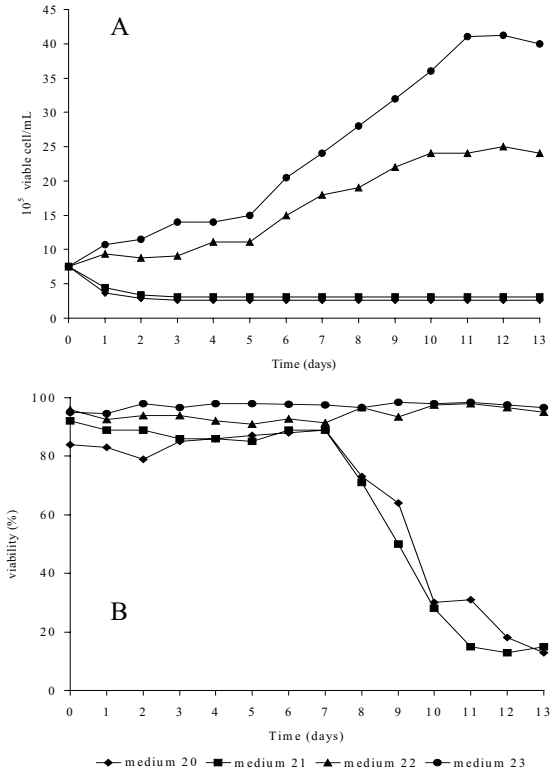 A
45
40
35
30
25
20
15
10
5
0
10⁵ viable cell/mL
0 1 2 3 4 5 6 7 8 9 10 11 12 13
Time (days)
B
100
80
60
40
20
0
viability (%)
0 1 2 3 4 5 6 7 8 9 10 11 12 13
Time (days)
medium 20 medium 21 medium 22 medium 23